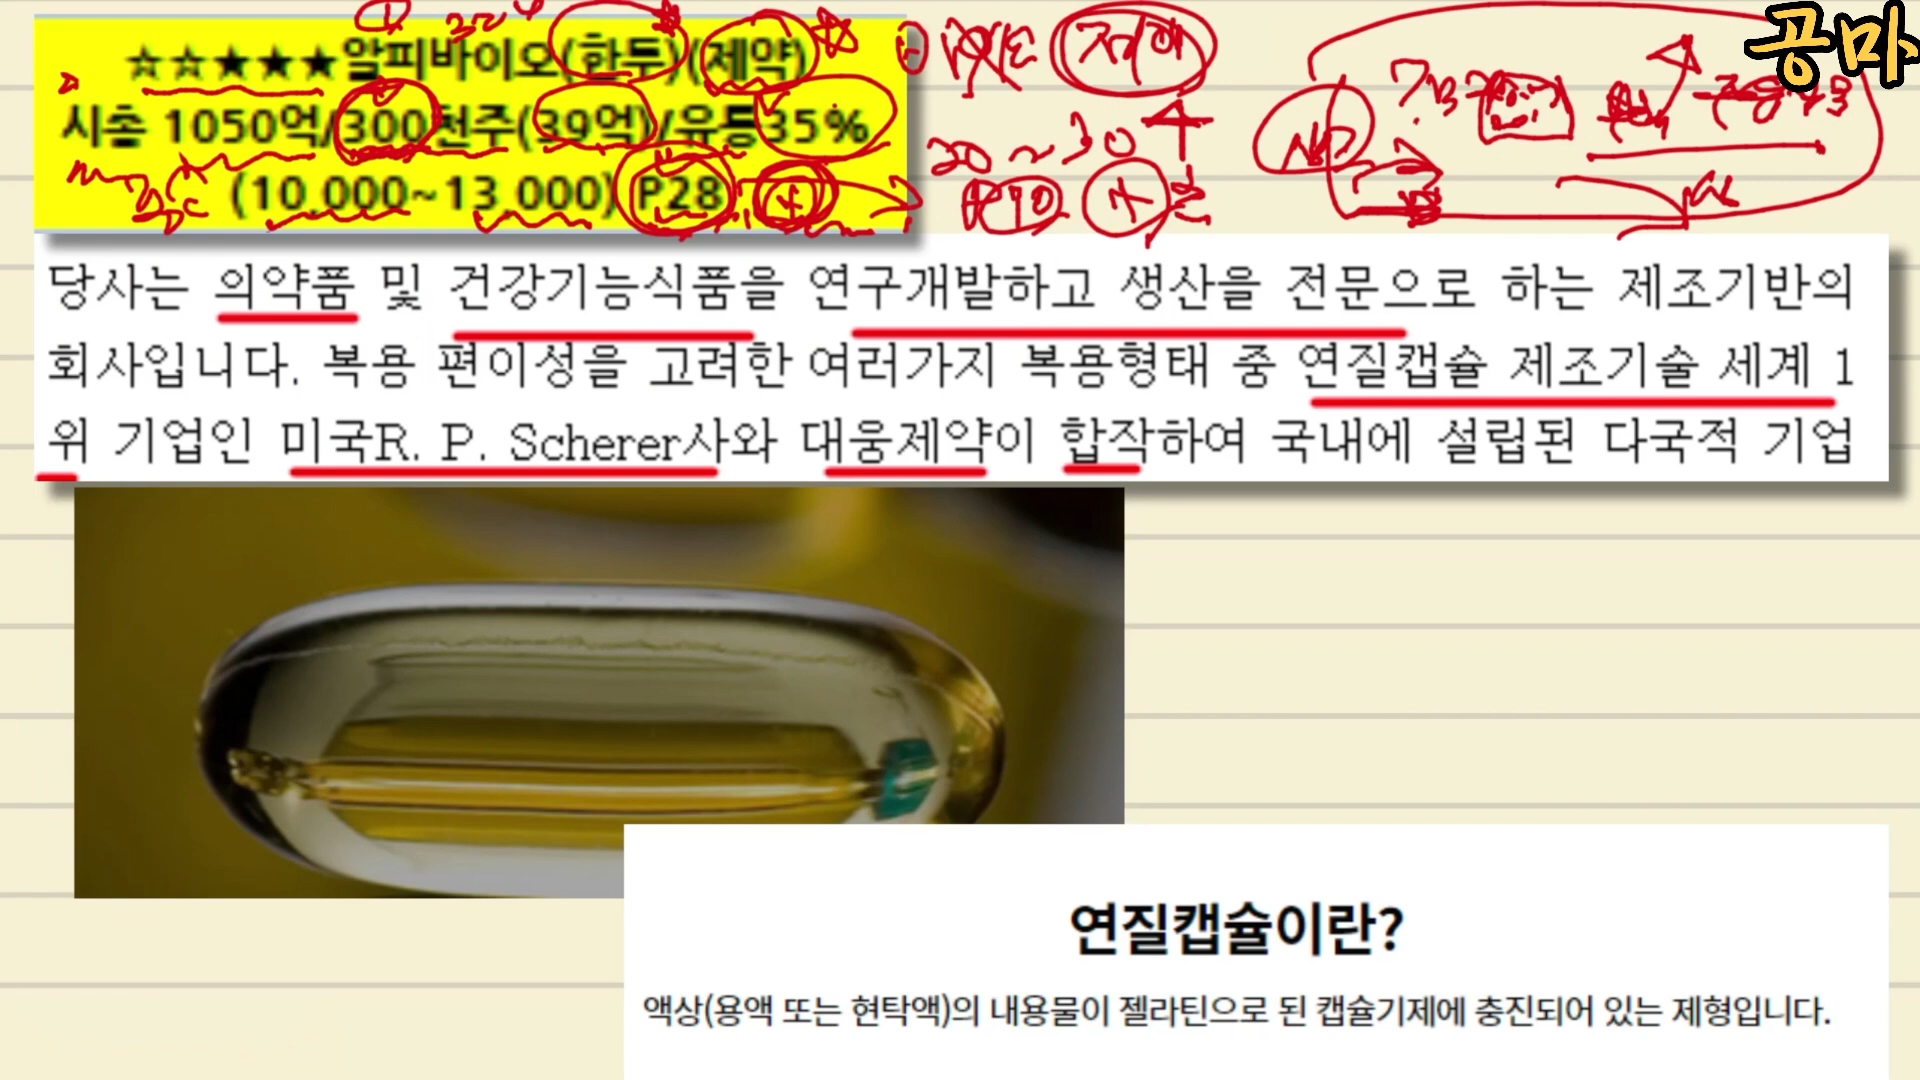 공마
☆☆★★★알피바이오(한투)(제약)
시총 1050억/300천주(39억)/유통35%
(10,000~13,000) P28
20~30
당사는 의약품 및 건강기능식품을 연구개발하고 생산을 전문으로 하는 제조기반의
회사입니다. 복용 편이성을 고려한 여러가지 복용형태 중 연질캡슐 제조기술 세계 1
위 기업인 미국R. P. Scherer사와 대웅제약이 합작하여 국내에 설립된 다국적 기업
연질캡슐이란?
액상(용액 또는 현탁액)의 내용물이 젤라틴으로 된 캡슐기제에 충진되어 있는 제형입니다.